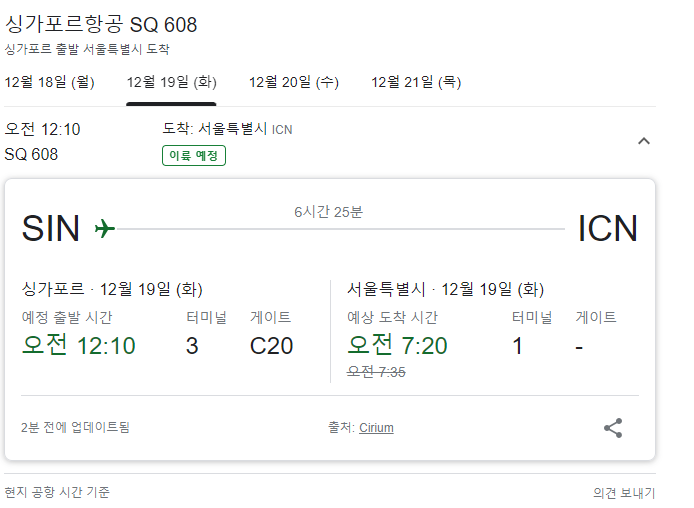 싱가포르항공 SQ 608
싱가포르 출발 서울특별시 도착
12월 18일 (월) 12월 19일 (화) 12월 20일 (수) 12월 21일 (목)
오전 12:10 도착: 서울특별시 ICN
SQ 608 이륙 예정
6시간 25분
SIN ICN
싱가포르 · 12월 19일 (화) 서울특별시 · 12월 19일 (화)
예정 출발 시간 터미널 게이트 예상 도착 시간 터미널 게이트
오전 12:10 3 C20 오전 7:20 1 -
오전 7:35
2분 전에 업데이트됨 출처: Cirium
현지 공항 시간 기준 의견 보내기